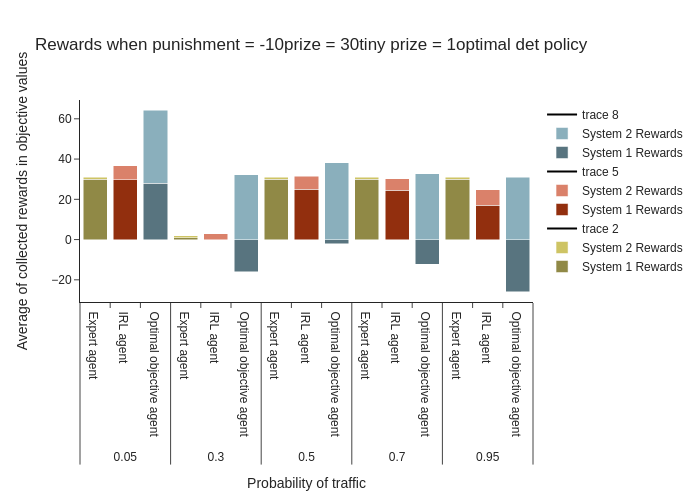 Rewards when punishment = -10prize = 30tiny prize = 1optimal det policy
Average of collected rewards in objective values
60
40
20
0
−20
trace 8
System 2 Rewards
System 1 Rewards
trace 5
System 2 Rewards
System 1 Rewards
trace 2
System 2 Rewards
System 1 Rewards
Expert agent
IRL agent
Optimal objective agent
Expert agent
IRL agent
Optimal objective agent
Expert agent
IRL agent
Optimal objective agent
Expert agent
IRL agent
Optimal objective agent
Expert agent
IRL agent
Optimal objective agent
0.05
0.3
0.5
0.7
0.95
Probability of traffic